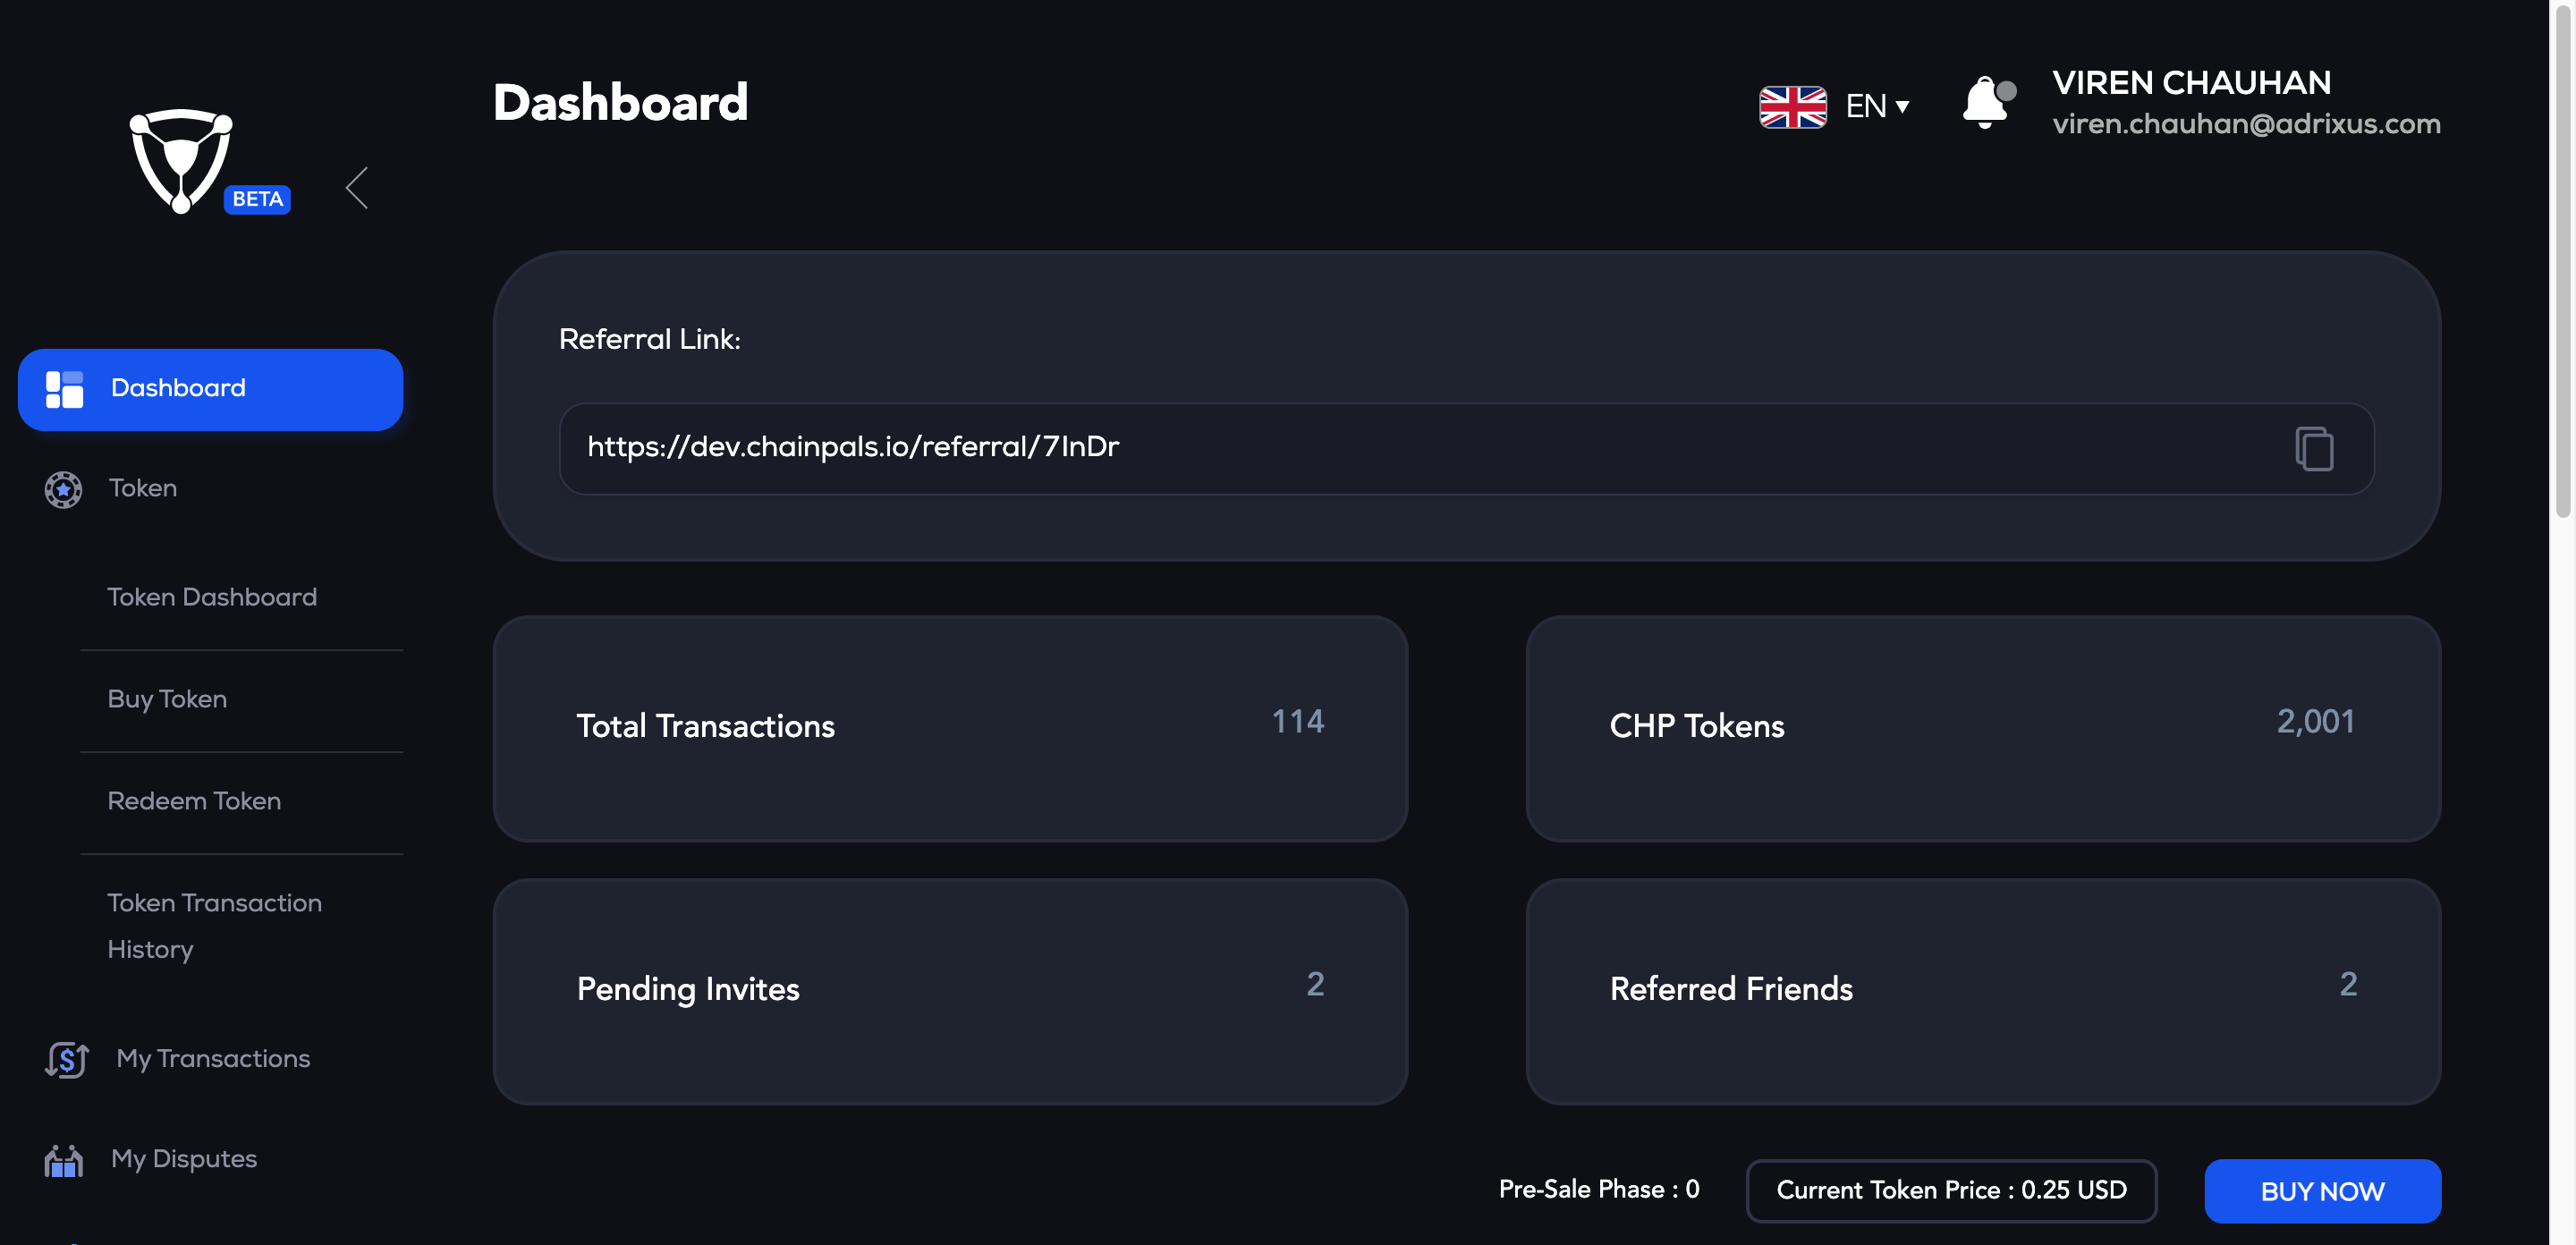 BETA
Dashboard
Token
Token Dashboard
Buy Token
Redeem Token
Token Transaction
History
My Transactions
My Disputes
Dashboard
EN
VIREN CHAUHAN
viren.chauhan@adrixus.com
Referral Link:
https://dev.chainpals.io/referral/7InDr
Total Transactions 114
CHP Tokens 2,001
Pending Invites 2
Referred Friends 2
Pre-Sale Phase : 0
Current Token Price : 0.25 USD
BUY NOW